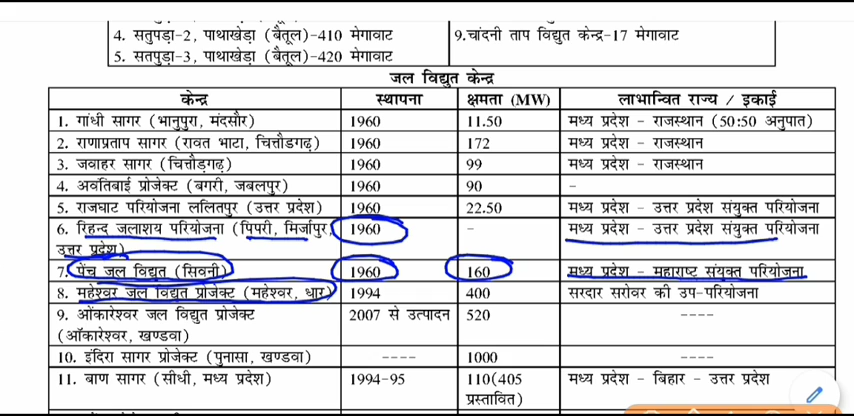 4. सतुपड़ा-2, पाथाखेड़ा (बैतूल)-410 मेगावाट
9.चांदनी ताप विद्युत केन्द्र-17 मेगावाट
5. सतपुड़ा-3, पाथाखेड़ा (बैतूल)-420 मेगावाट
जल विद्युत केन्द्र
केन्द्र स्थापना क्षमता (MW) लाभान्वित राज्य / इकाई
1. गांधी सागर (भानुपुरा, मंदसौर) 1960 11.50 मध्य प्रदेश - राजस्थान (50:50 अनुपात)
2. राणाप्रताप सागर (रावत भाटा, चित्तौडगढ़) 1960 172 मध्य प्रदेश - राजस्थान
3. जवाहर सागर (चित्तौड़गढ़) 1960 99 मध्य प्रदेश - राजस्थान
4. अवंतिबाई प्रोजेक्ट (बगरी, जबलपुर) 1960 90 -
5. राजघाट परियोजना ललितपुर (उत्तर प्रदेश) 1960 22.50 मध्य प्रदेश - उत्तर प्रदेश संयुक्त परियोजना
6. रिहन्द जलाशय परियोजना (पिपरी, मिर्जापुर, 1960 - मध्य प्रदेश - उत्तर प्रदेश संयुक्त परियोजना
उत्तर प्रदेश)
7. पेंच जल विद्युत (सिवनी) 1960 160 मध्य प्रदेश - महाराष्ट संयुक्त परियोजना
8. महेश्वर जल विद्युत प्रोजेक्ट (महेश्वर, धार) 1994 400 सरदार सरोवर की उप-परियोजना
9. ओंकारेश्वर जल विद्युत प्रोजेक्ट 2007 से उत्पादन 520 ----
(ऑकारेश्वर, खण्डवा)
10. इंदिरा सागर प्रोजेक्ट (पुनासा, खण्डवा) ---- 1000 ----
11. बाण सागर (सीधी, मध्य प्रदेश) 1994-95 110(405 मध्य प्रदेश - बिहार - उत्तर प्रदेश
प्रस्तावित)